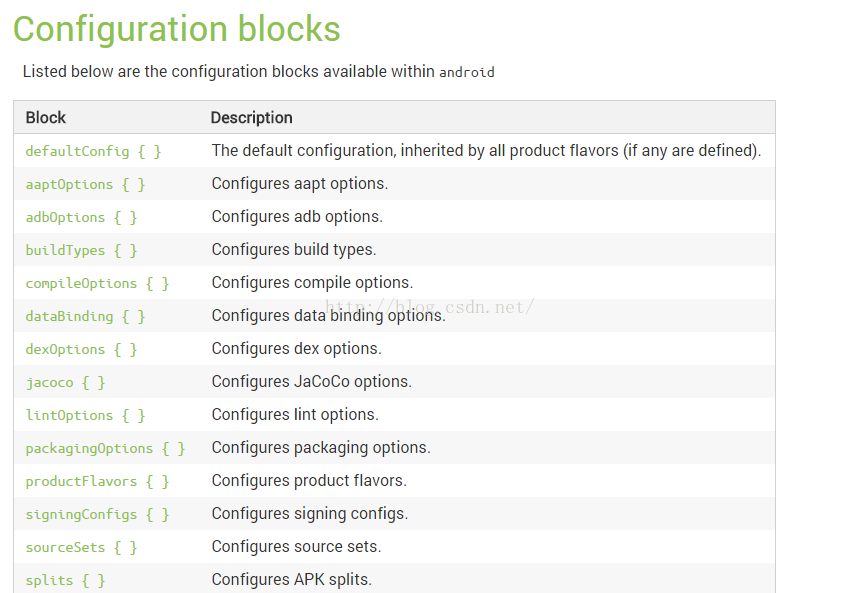 Configuration blocks
Listed below are the configuration blocks available within android
Block Description
defaultConfig { } The default configuration, inherited by all product flavors (if any are defined).
aaptOptions { } Configures aapt options.
adbOptions { } Configures adb options.
buildTypes { } Configures build types.
compileOptions { } Configures compile options.
http://blog.csdn.net/
dataBinding { } Configures data binding options.
dexOptions { } Configures dex options.
jacoco { } Configures JaCoCo options.
lintOptions { } Configures lint options.
packagingOptions { } Configures packaging options.
productFlavors { } Configures product flavors.
signingConfigs { } Configures signing configs.
sourceSets { } Configures source sets.
splits { } Configures APK splits.